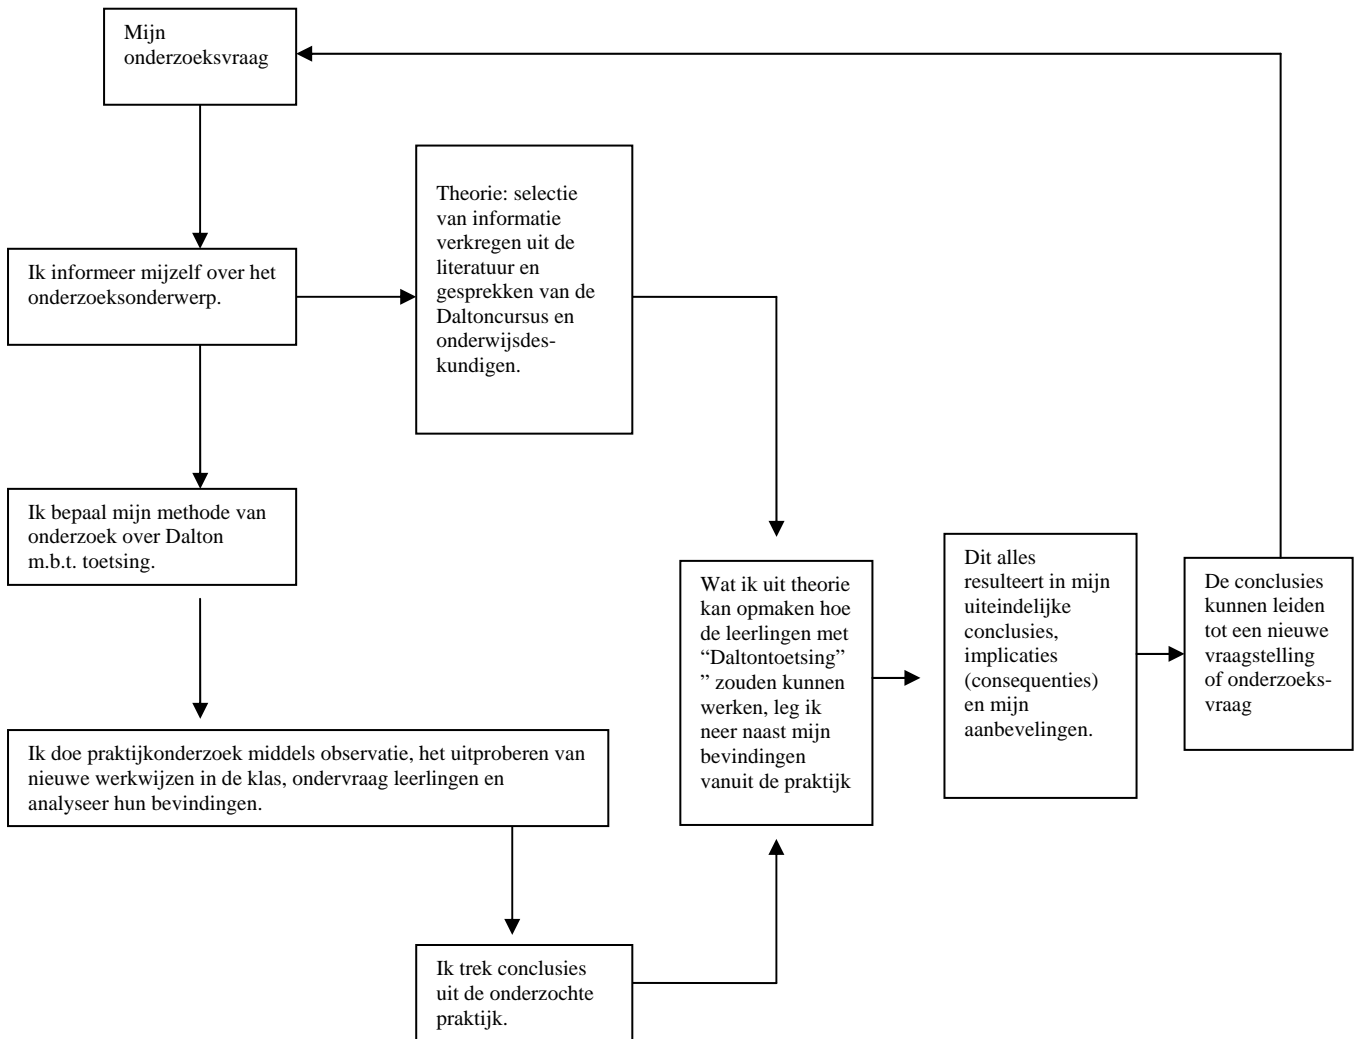 Mijn
onderzoeksvraag
Ik informeer mijzelf over het
onderzoeksonderwerp.
Theorie: selectie
van informatie
verkregen uit de
literatuur en
gesprekken van de
Daltoncursus en
onderwijsdes-
kundigen.
Ik bepaal mijn methode van
onderzoek over Dalton
m.b.t. toetsing.
Ik doe praktijkonderzoek middels observatie, het uitproberen van
nieuwe werkwijzen in de klas, ondervraag leerlingen en
analyseer hun bevindingen.
Ik trek conclusies
uit de onderzochte
praktijk.
Wat ik uit theorie
kan opmaken hoe
de leerlingen met
“Daltontoetsing”
” zouden kunnen
werken, leg ik
neer naast mijn
bevindingen
vanuit de praktijk
Dit alles
resulteert in mijn
uiteindelijke
conclusies,
implicaties
(consequenties)
en mijn
aanbevelingen.
De conclusies
kunnen leiden
tot een nieuwe
vraagstelling
of onderzoeks-
vraag